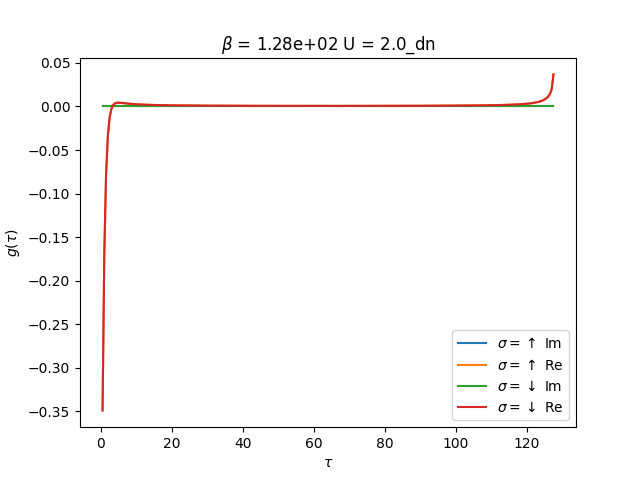 β = 1.28e+02 U = 2.0_dn
0.05
0.00
−0.05
−0.10
−0.15
−0.20
−0.25
−0.30
−0.35
g(τ)
σ = ↑ Im
σ = ↑ Re
σ = ↓ Im
σ = ↓ Re
0 20 40 60 80 100 120
τ